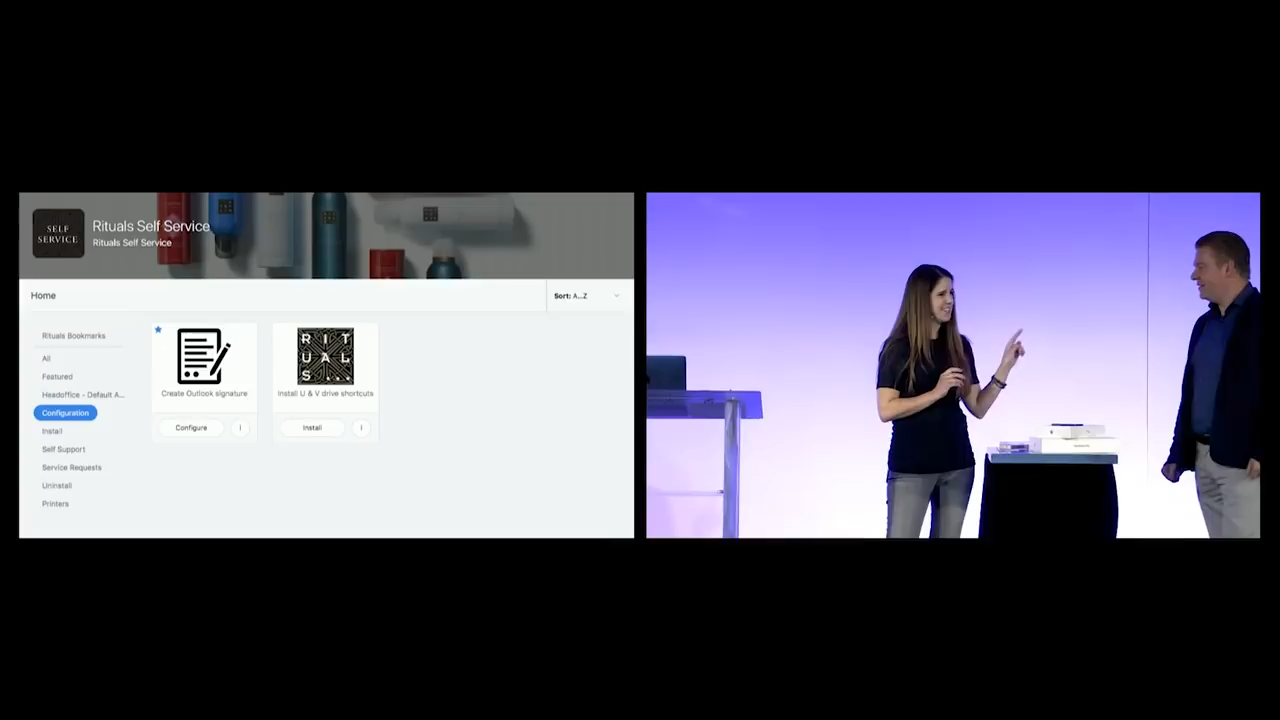 SELF
SERVICE
Rituals Self Service
Rituals Self Service
Home
Sort: A...Z
Rituals Bookmarks
All
Featured
Headoffice - Default A...
Configuration
Install
Self Support
Service Requests
Uninstall
Printers
Create Outlook signature
Configure
RIT
UAL
S...
Install U & V drive shortcuts
Install